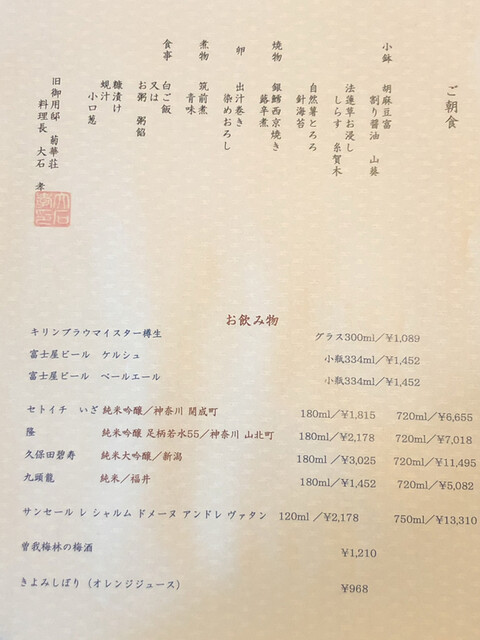 ご朝食
小鉢
胡麻豆富
割り醤油 山葵
法蓮草お浸し
しらす 糸賀木
自然薯とろろ
針海苔
焼物
銀鱈西京焼き
蕗辛煮
卵
出汁巻き
染めおろし
煮物
筑前煮
青味
食事
白ご飯
又は
お粥 粥餡
糠漬け
蜆汁
小口葱
旧御用邸 菊華荘
料理長 大石 孝
お飲み物
キリンブラウマイスター樽生 グラス300ml/¥1,089
富士屋ビール ケルシュ 小瓶334ml/¥1,452
富士屋ビール ペールエール 小瓶334ml/¥1,452
セトイチ いざ 純米吟醸/神奈川 開成町 180ml/¥1,815 720ml/¥6,655
隆 純米吟醸 足柄若水55/神奈川 山北町 180ml/¥2,178 720ml/¥7,018
久保田碧寿 純米大吟醸/新潟 180ml /¥3,025 720ml/¥11,495
九頭龍 純米/福井 180ml/¥1,452 720ml/¥5,082
サンセール レ シャルム ドメーヌ アンドレ ヴァタン 120ml /¥2,178 750ml/¥13,310
曽我梅林の梅酒 ¥1,210
きよみしぼり(オレンジジュース) ¥968